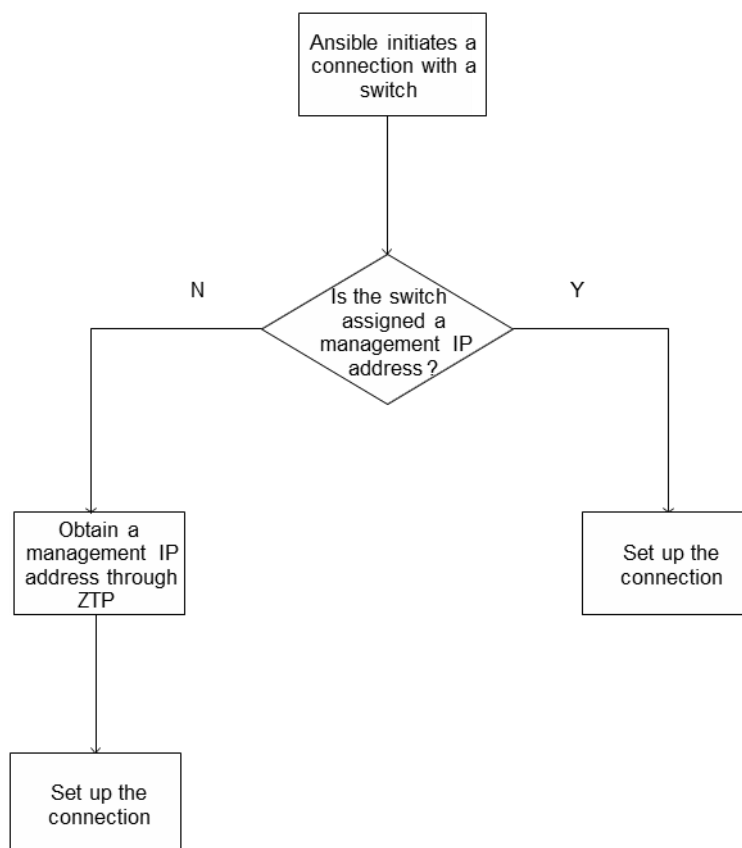 Ansible initiates a
connection with a
switch
N
Y
Is the switch
assigned a
management IP
address?
Obtain a
management IP
address through
ZTP
Set up the
connection
Set up the
connection